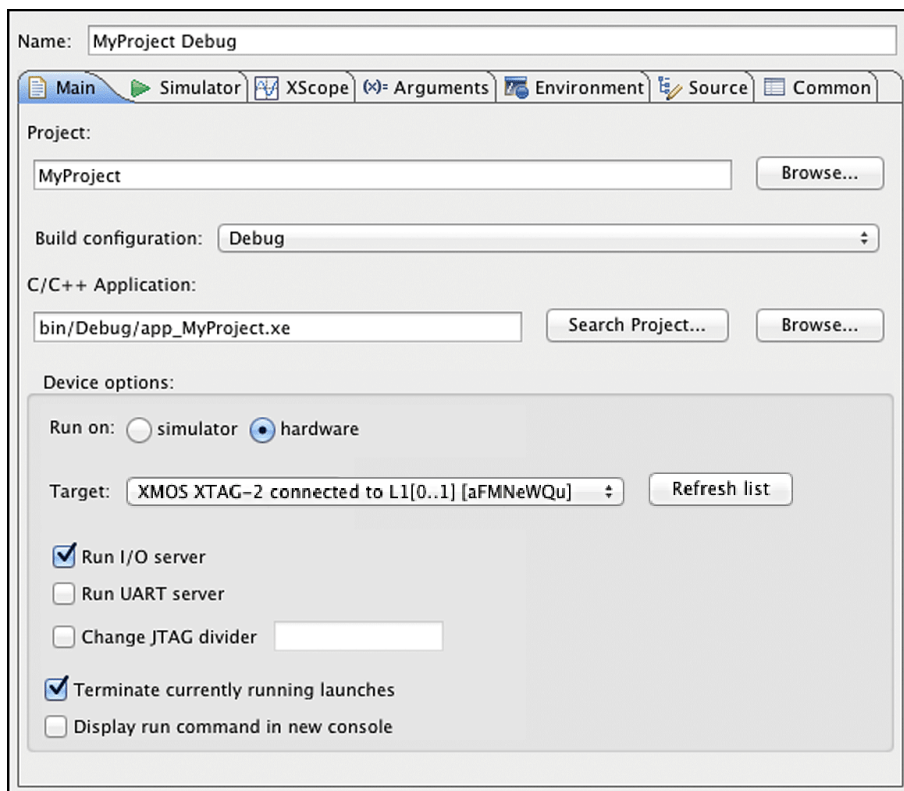 Name: MyProject Debug
Main Simulator XScope (x)= Arguments Environment Source Common
Project:
MyProject Browse...
Build configuration: Debug
C/C++ Application:
bin/Debug/app_MyProject.xe Search Project... Browse...
Device options:
Run on: simulator hardware
Target: XMOS XTAG-2 connected to L1[0..1] [aFMNeWQu] Refresh list
Run I/O server
Run UART server
Change JTAG divider
Terminate currently running launches
Display run command in new console